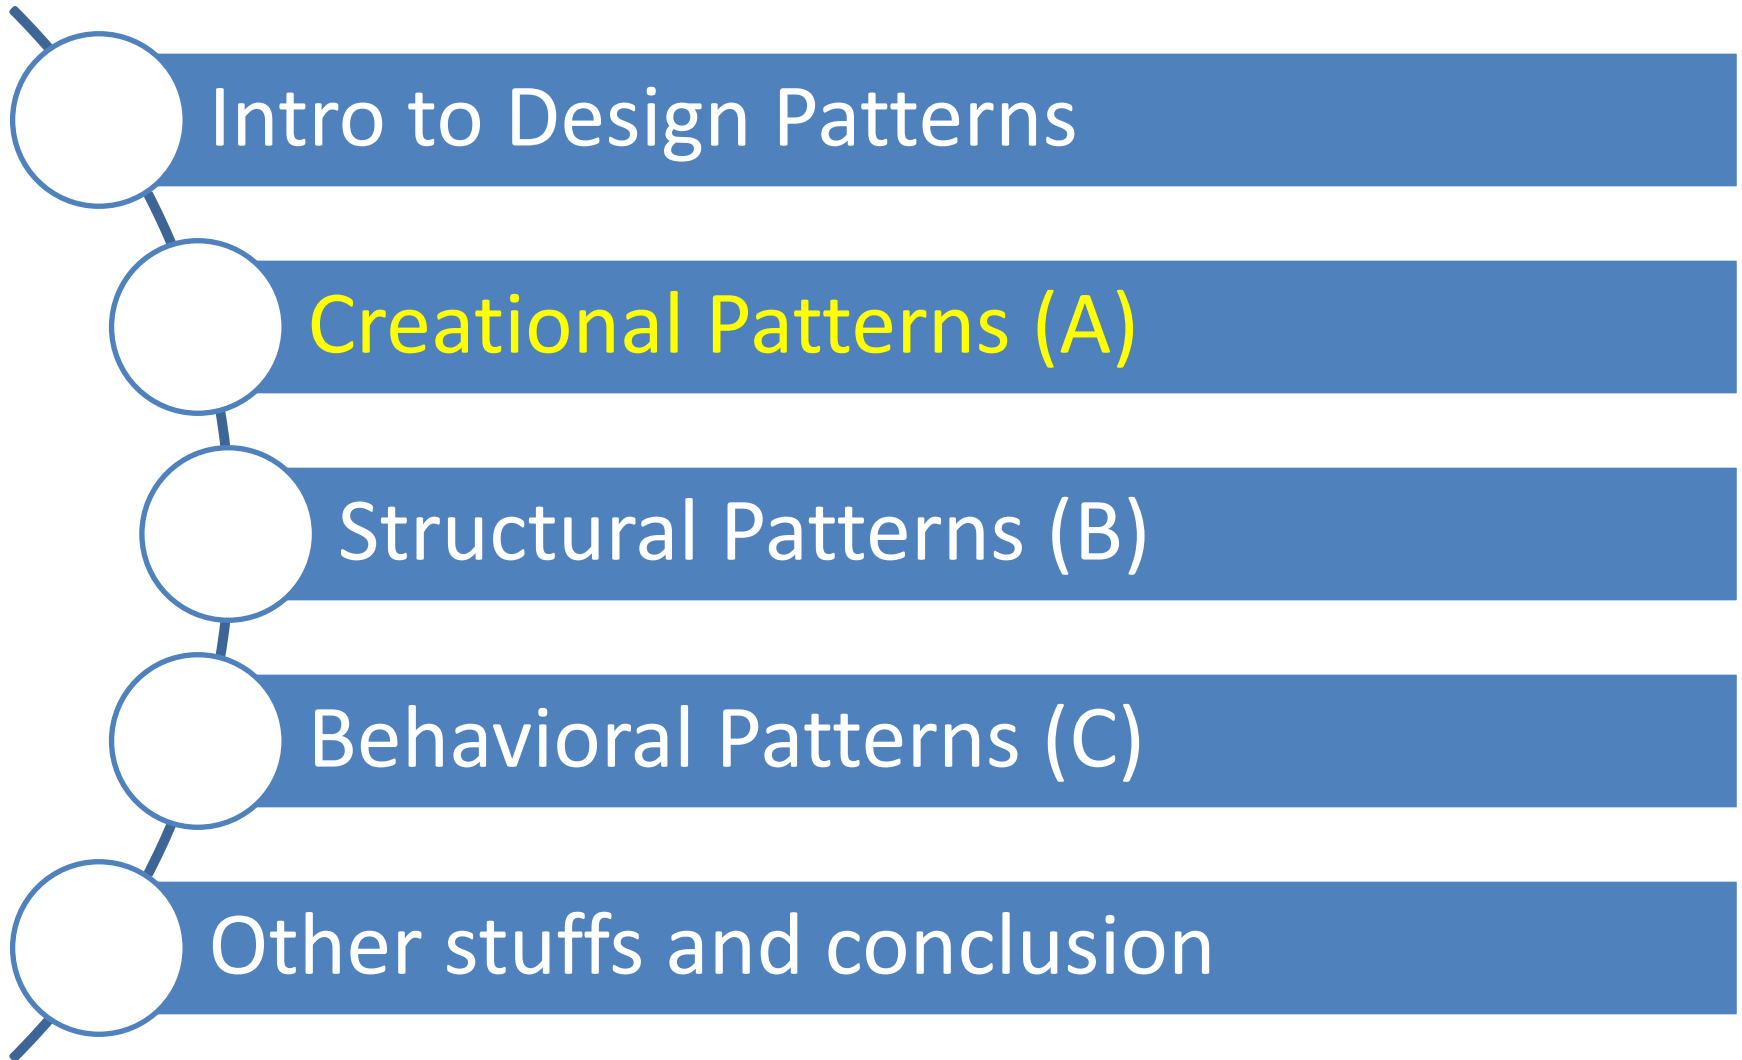 Intro to Design Patterns
Creational Patterns (A)
Structural Patterns (B)
Behavioral Patterns (C)
Other stuffs and conclusion